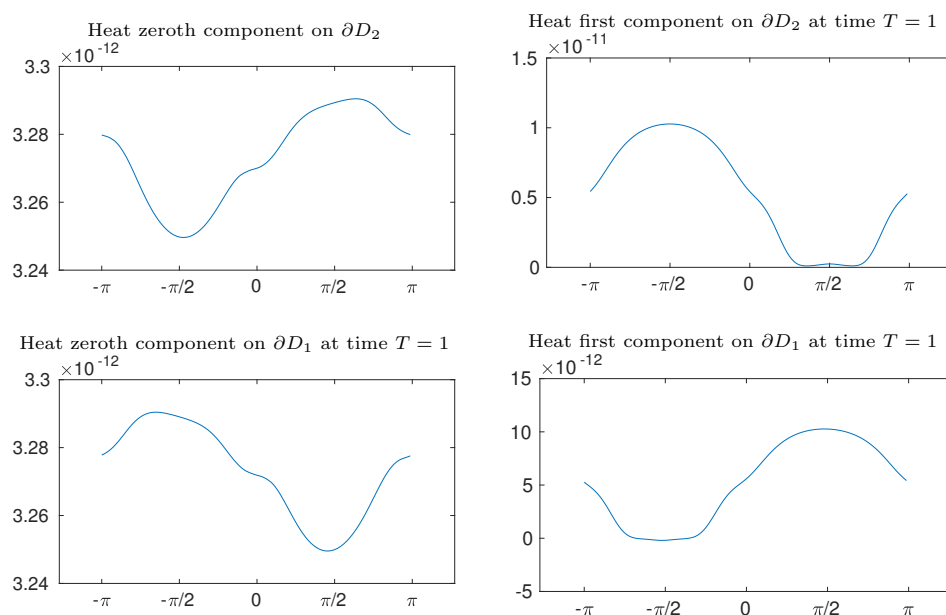 Heat zeroth component on ∂D₂
×10⁻¹²
3.3
3.28
3.26
3.24
-π -π/2 0 π/2 π
Heat first component on ∂D₂ at time T = 1
×10⁻¹¹
1.5
1
0.5
0
-π -π/2 0 π/2 π
Heat zeroth component on ∂D₁ at time T = 1
×10⁻¹²
3.3
3.28
3.26
3.24
-π -π/2 0 π/2 π
Heat first component on ∂D₁ at time T = 1
×10⁻¹²
15
10
5
0
-5
-π -π/2 0 π/2 π